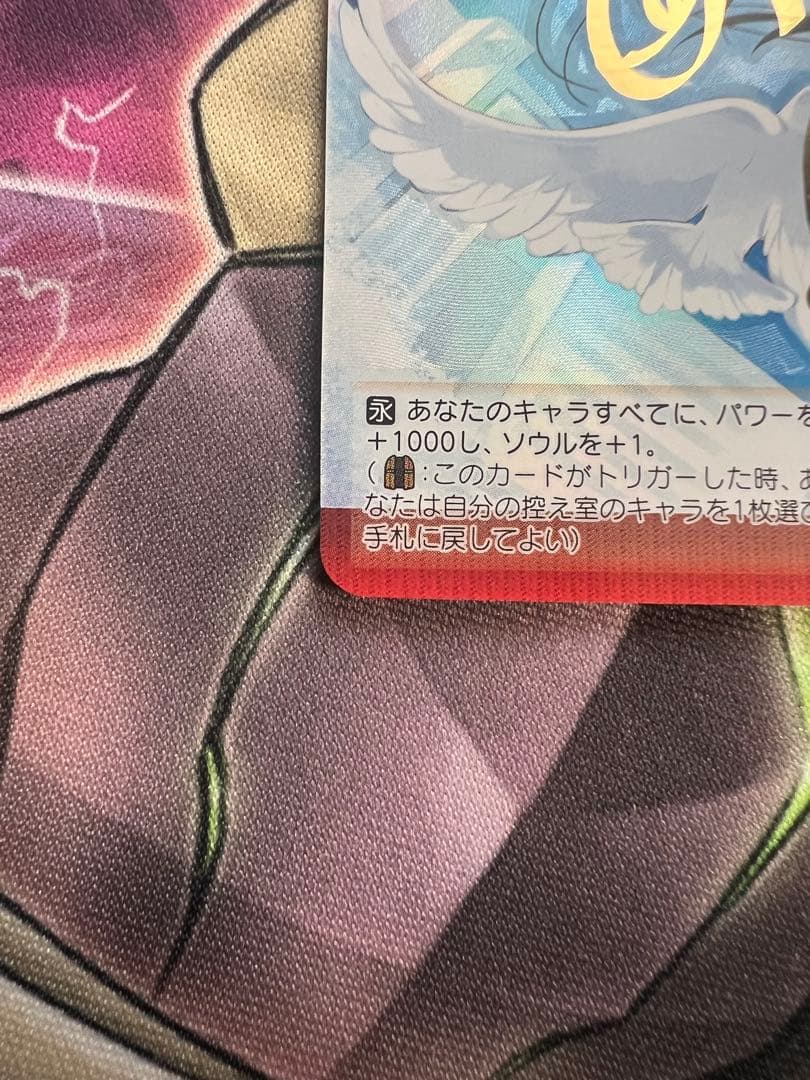 永 あなたのキャラすべてに、パワーを
+1000し、ソウルを+1。
( :このカードがトリガーした時、あ
なたは自分の控え室のキャラを1枚選で
手札に戻してよい)